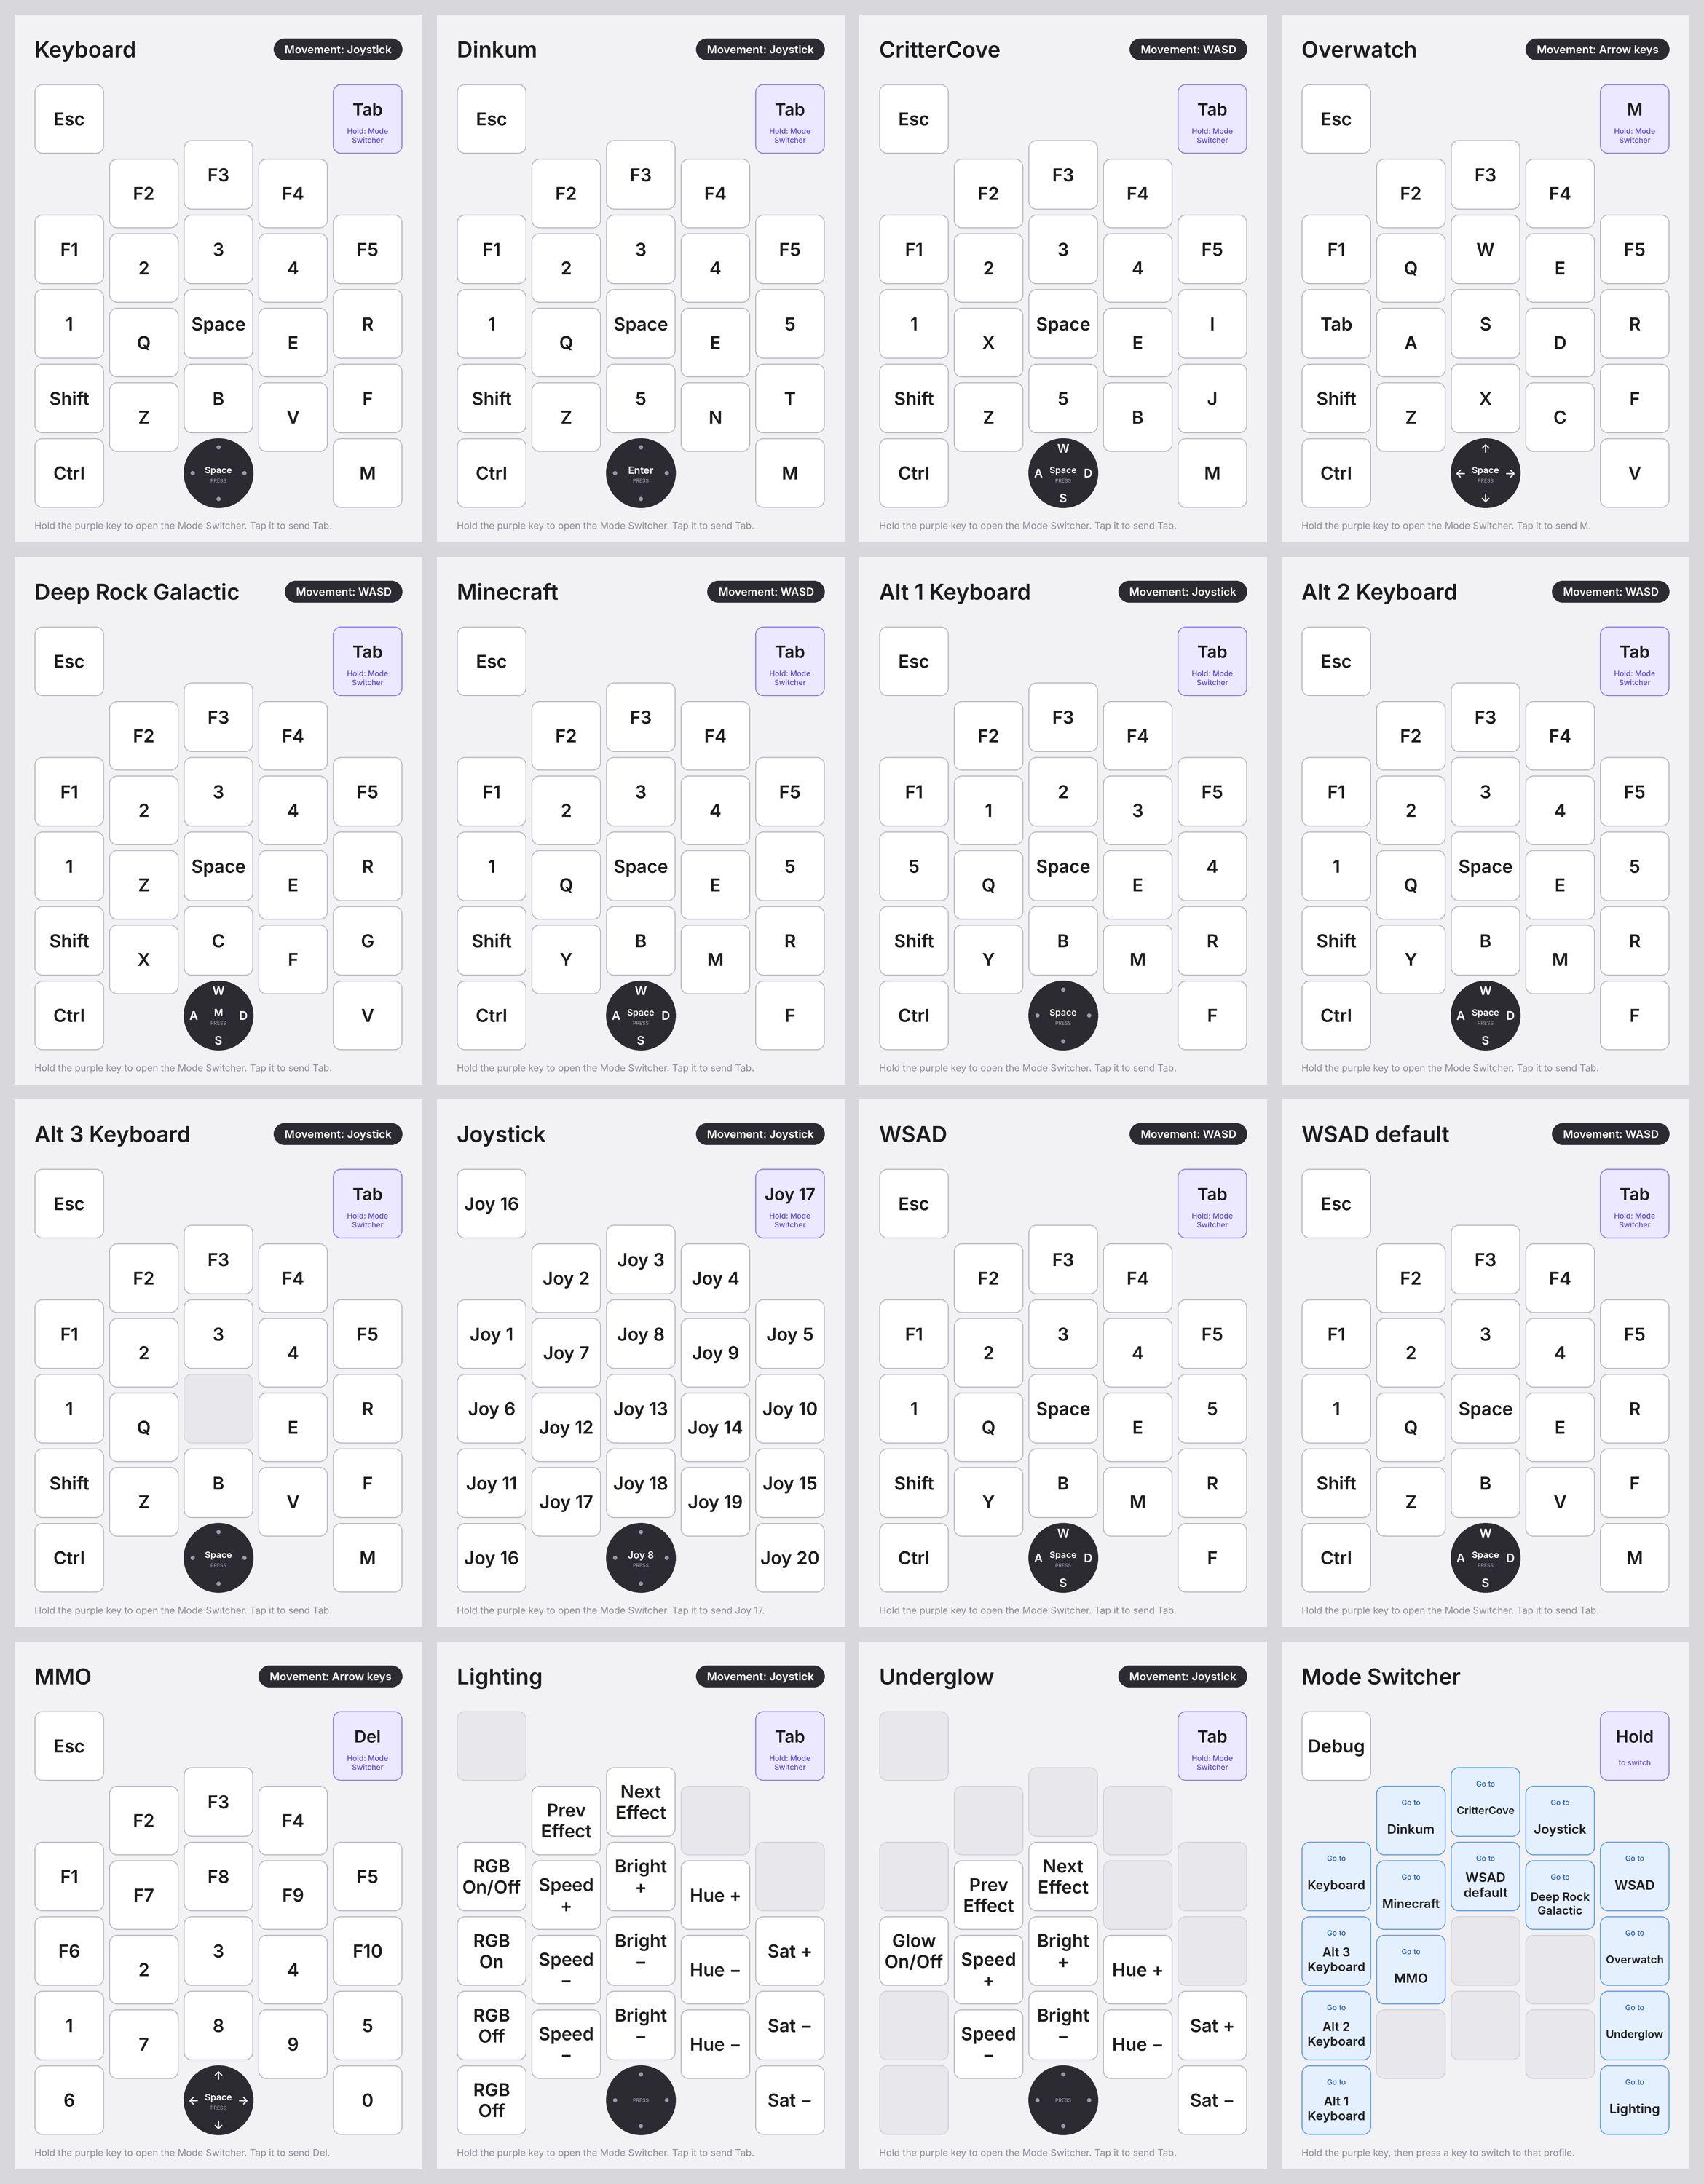 Keyboard
Movement: Joystick
Esc
Tab
Hold: Mode
Switcher
F3
F2
F4
F1
3
F5
2
4
1
Space
R
Q
E
Shift
B
F
Z
V
Ctrl
Space
PRESS
M
Hold the purple key to open the Mode Switcher. Tap it to send Tab.
Dinkum
Movement: Joystick
Esc
Tab
Hold: Mode
Switcher
F3
F2
F4
F1
3
F5
2
4
1
Space
5
Q
E
Shift
5
T
Z
N
Ctrl
Enter
PRESS
M
Hold the purple key to open the Mode Switcher. Tap it to send Tab.
CritterCove
Movement: WASD
Esc
Tab
Hold: Mode
Switcher
F3
F2
F4
F1
3
F5
2
4
1
Space
I
X
E
Shift
5
J
Z
B
W
Ctrl
A Space D
PRESS
S
M
Hold the purple key to open the Mode Switcher. Tap it to send Tab.
Overwatch
Movement: Arrow keys
Esc
M
Hold: Mode
Switcher
F3
F2
F4
F1
W
F5
Q
E
Tab
S
R
A
D
Shift
X
F
Z
C
↑
Ctrl
← Space →
PRESS
↓
V
Hold the purple key to open the Mode Switcher. Tap it to send M.
Deep Rock Galactic
Movement: WASD
Esc
Tab
Hold: Mode
Switcher
F3
F2
F4
F1
3
F5
2
4
1
Space
R
Z
E
Shift
C
G
X
F
W
Ctrl
A M D
PRESS
S
V
Hold the purple key to open the Mode Switcher. Tap it to send Tab.
Minecraft
Movement: WASD
Esc
Tab
Hold: Mode
Switcher
F3
F2
F4
F1
3
F5
2
4
1
Space
5
Q
E
Shift
B
R
Y
M
W
Ctrl
A Space D
PRESS
S
F
Hold the purple key to open the Mode Switcher. Tap it to send Tab.
Alt 1 Keyboard
Movement: Joystick
Esc
Tab
Hold: Mode
Switcher
F3
F2
F4
F1
2
F5
1
3
5
Space
4
Q
E
Shift
B
R
Y
M
Ctrl
Space
PRESS
F
Hold the purple key to open the Mode Switcher. Tap it to send Tab.
Alt 2 Keyboard
Movement: WASD
Esc
Tab
Hold: Mode
Switcher
F3
F2
F4
F1
3
F5
2
4
1
Space
5
Q
E
Shift
B
R
Y
M
W
Ctrl
A Space D
PRESS
S
F
Hold the purple key to open the Mode Switcher. Tap it to send Tab.
Alt 3 Keyboard
Movement: Joystick
Esc
Tab
Hold: Mode
Switcher
F3
F2
F4
F1
3
F5
2
4
1
R
Q
E
Shift
B
F
Z
V
Ctrl
Space
PRESS
M
Hold the purple key to open the Mode Switcher. Tap it to send Tab.
Joystick
Movement: Joystick
Joy 16
Joy 17
Hold: Mode
Switcher
Joy 3
Joy 2
Joy 4
Joy 1
Joy 8
Joy 5
Joy 7
Joy 9
Joy 6
Joy 13
Joy 10
Joy 12
Joy 14
Joy 11
Joy 18
Joy 15
Joy 17
Joy 19
Joy 16
Joy 8
PRESS
Joy 20
Hold the purple key to open the Mode Switcher. Tap it to send Joy 17.
WSAD
Movement: WASD
Esc
Tab
Hold: Mode
Switcher
F3
F2
F4
F1
3
F5
2
4
1
Space
5
Q
E
Shift
B
R
Y
M
W
Ctrl
A Space D
PRESS
S
F
Hold the purple key to open the Mode Switcher. Tap it to send Tab.
WSAD default
Movement: WASD
Esc
Tab
Hold: Mode
Switcher
F3
F2
F4
F1
3
F5
2
4
1
Space
R
Q
E
Shift
B
F
Z
V
W
Ctrl
A Space D
PRESS
S
M
Hold the purple key to open the Mode Switcher. Tap it to send Tab.
MMO
Movement: Arrow keys
Esc
Del
Hold: Mode
Switcher
F3
F2
F4
F1
F8
F5
F7
F9
F6
3
F10
2
4
1
8
5
7
9
↑
6
← Space →
PRESS
↓
0
Hold the purple key to open the Mode Switcher. Tap it to send Del.
Lighting
Movement: Joystick
Tab
Hold: Mode
Switcher
Next
Effect
Prev
Effect
RGB
On/Off
Bright
+
Speed
+
Hue +
RGB
On
Bright
−
Sat +
Speed
−
Hue −
RGB
Off
Bright
−
Sat −
Speed
−
Hue −
RGB
Off
PRESS
Sat −
Hold the purple key to open the Mode Switcher. Tap it to send Tab.
Underglow
Movement: Joystick
Tab
Hold: Mode
Switcher
Next
Effect
Prev
Effect
Glow
On/Off
Bright
+
Speed
+
Hue +
Bright
−
Sat +
Speed
−
Hue −
PRESS
Sat −
Hold the purple key to open the Mode Switcher. Tap it to send Tab.
Mode Switcher
Debug
Hold
to switch
Go to
CritterCove
Go to
Dinkum
Go to
Joystick
Go to
Keyboard
Go to
WSAD
default
Go to
WSAD
Go to
Minecraft
Go to
Deep Rock
Galactic
Go to
Alt 3
Keyboard
Go to
Overwatch
Go to
MMO
Go to
Alt 2
Keyboard
Go to
Underglow
Go to
Alt 1
Keyboard
Go to
Lighting
Hold the purple key, then press a key to switch to that profile.